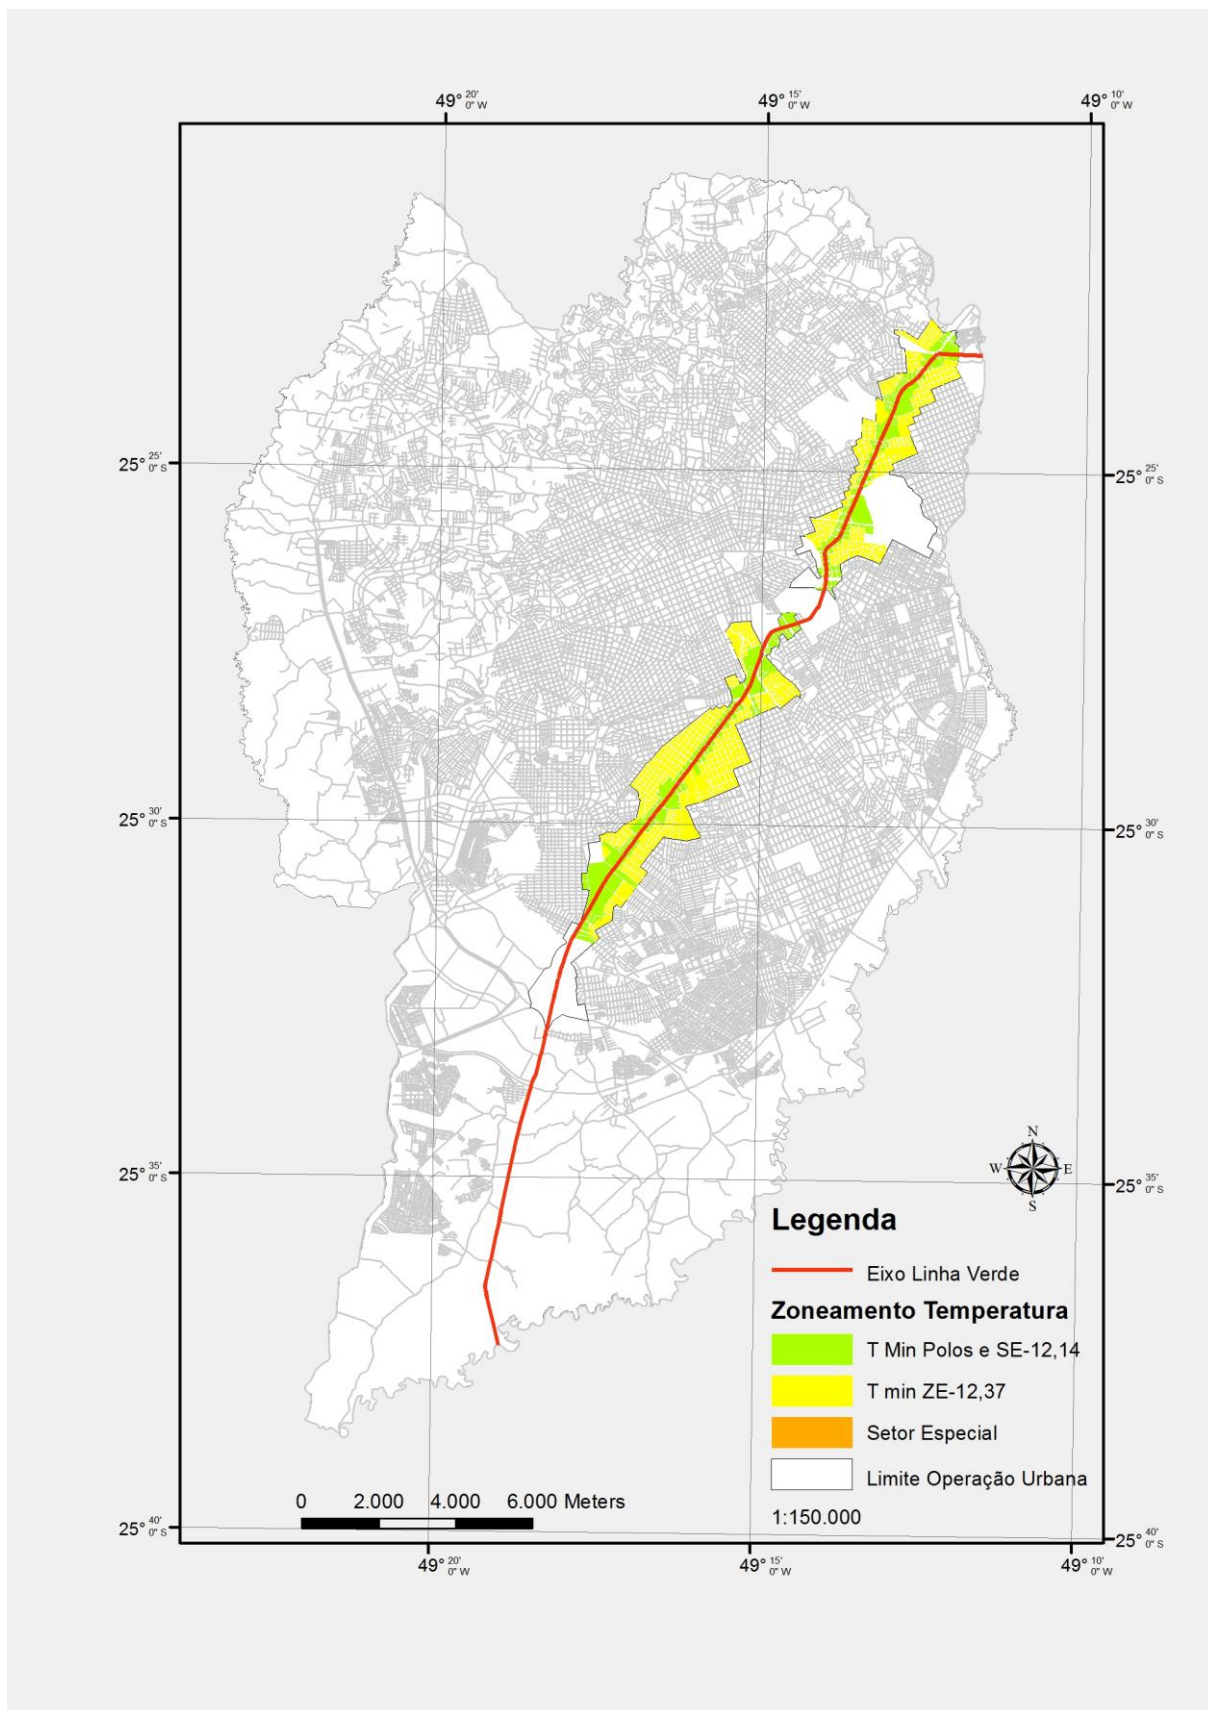 49° 20' 0" W
49° 15' 0" W
49° 10' 0" W
25° 25' 0" S
25° 25' 0" S
25° 30' 0" S
25° 30' 0" S
N
W E
S
25° 35' 0" S
25° 35' 0" S
Legenda
Eixo Linha Verde
Zoneamento Temperatura
T Min Polos e SE-12,14
T min ZE-12,37
Setor Especial
Limite Operação Urbana
0 2.000 4.000 6.000 Meters
1:150.000
25° 40' 0" S
25° 40' 0" S
49° 20' 0" W
49° 15' 0" W
49° 10' 0" W